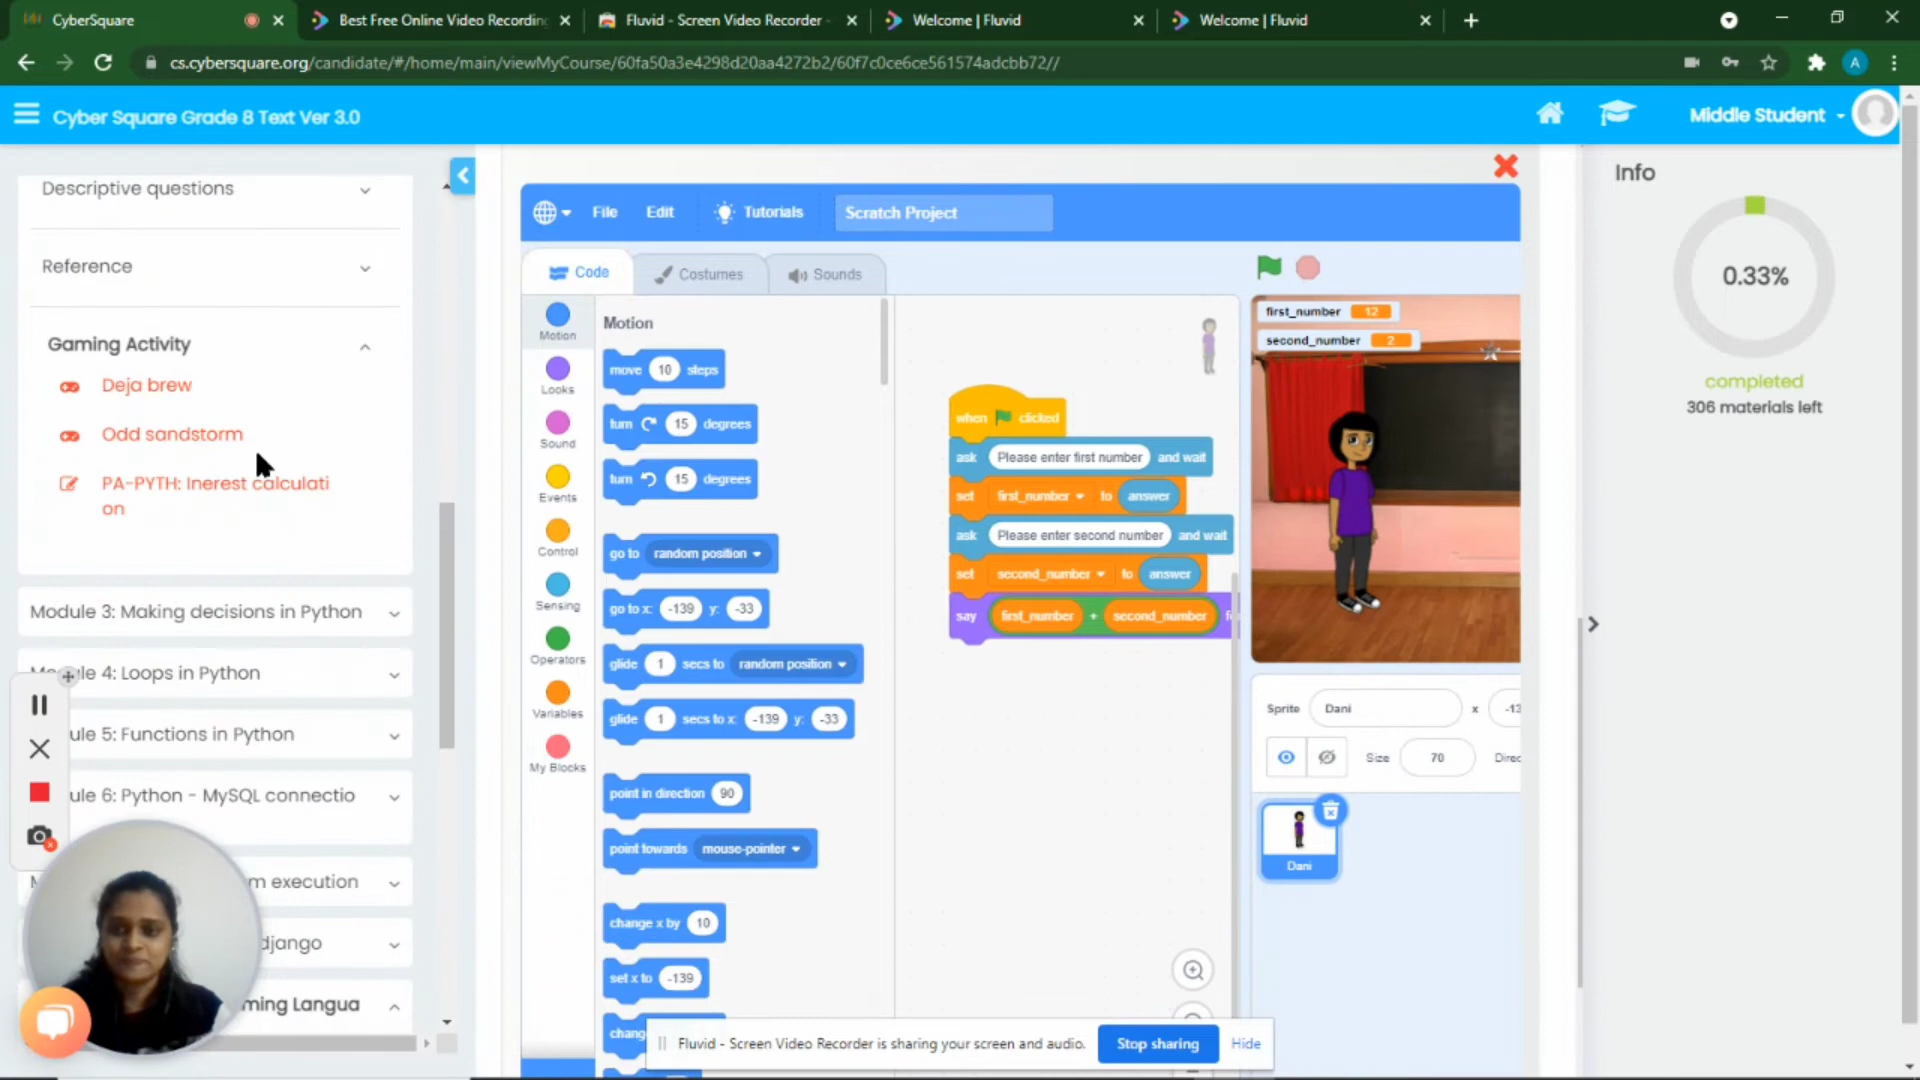 CyberSquare
Best Free Online Video Recording
Fluvid - Screen Video Recorder -
Welcome | Fluvid
Welcome | Fluvid
cs.cybersquare.org/candidate/#/home/main/viewMyCourse/60fa50a3e4298d20aa4272b2/60f7c0ce6ce561574adcbb72//
A
Cyber Square Grade 8 Text Ver 3.0
Middle Student
Descriptive questions
Reference
Gaming Activity
Deja brew
Odd sandstorm
PA-PYTH: Inerest calculati
on
Module 3: Making decisions in Python
ule 4: Loops in Python
ule 5: Functions in Python
ule 6: Python - MySQL connectio
m execution
django
ming Langua
File
Edit
Tutorials
Scratch Project
Code
Costumes
Sounds
Motion
Looks
Sound
Events
Control
Sensing
Operators
Variables
My Blocks
Motion
move 10 steps
turn 15 degrees
turn 15 degrees
go to random position
go to x: -139 y: -33
glide 1 secs to random position
glide 1 secs to x: -139 y: -33
point in direction 90
point towards mouse-pointer
change x by 10
set x to -139
chang
when clicked
ask Please enter first number and wait
set first_number to answer
ask Please enter second number and wait
set second_number to answer
say first_number + second_number
first_number 12
second_number 2
Sprite Dani x -13
Size 70 Direc
Dani
Info
0.33%
completed
306 materials left
Fluvid - Screen Video Recorder is sharing your screen and audio.
Stop sharing
Hide